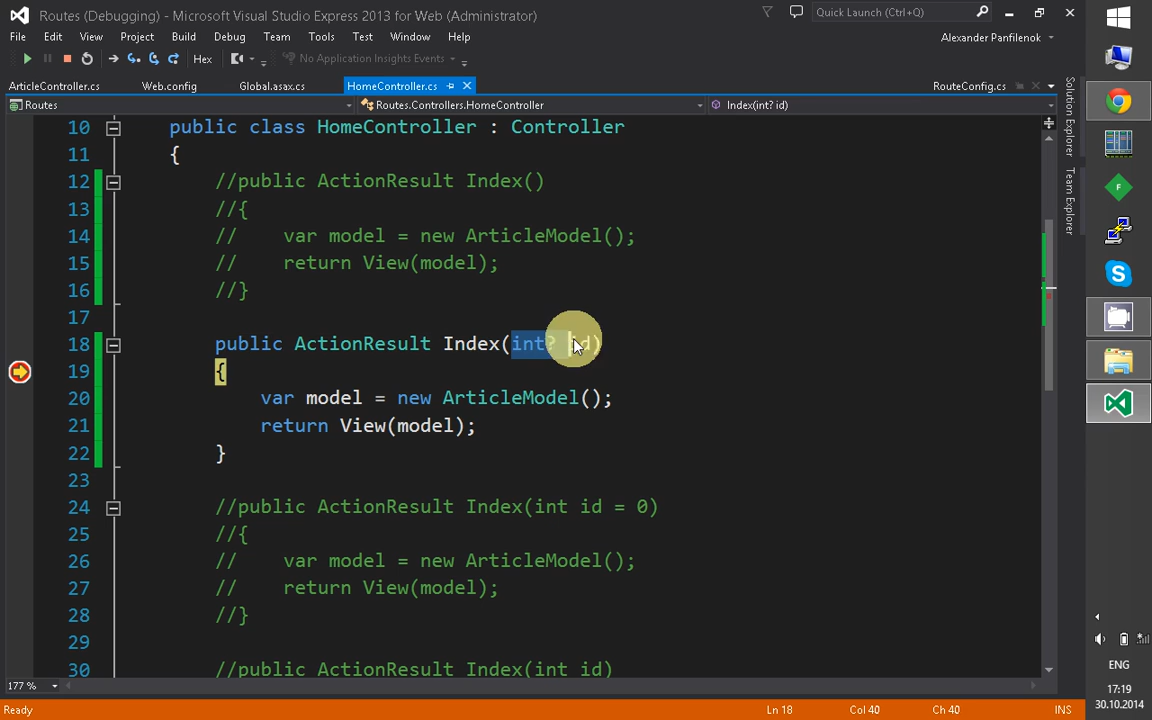 Routes (Debugging) - Microsoft Visual Studio Express 2013 for Web (Administrator)
Quick Launch (Ctrl+Q)
File Edit View Project Build Debug Team Tools Test Window Help
Alexander Panfilenok
Hex
No Application Insights Events
ArticleController.cs Web.config Global.asax.cs HomeController.cs RouteConfig.cs
Routes Routes.Controllers.HomeController Index(int? id)
Solution Explorer
Team Explorer
10 public class HomeController : Controller
11 {
12 //public ActionResult Index()
13 //{
14 //    var model = new ArticleModel();
15 //    return View(model);
16 //}
17
18 public ActionResult Index(int? id)
19 {
20 var model = new ArticleModel();
21 return View(model);
22 }
23
24 //public ActionResult Index(int id = 0)
25 //{
26 //    var model = new ArticleModel();
27 //    return View(model);
28 //}
29
30 //public ActionResult Index(int id)
177 %
Ready Ln 18 Col 40 Ch 40 INS
F
ENG
17:19
30.10.2014